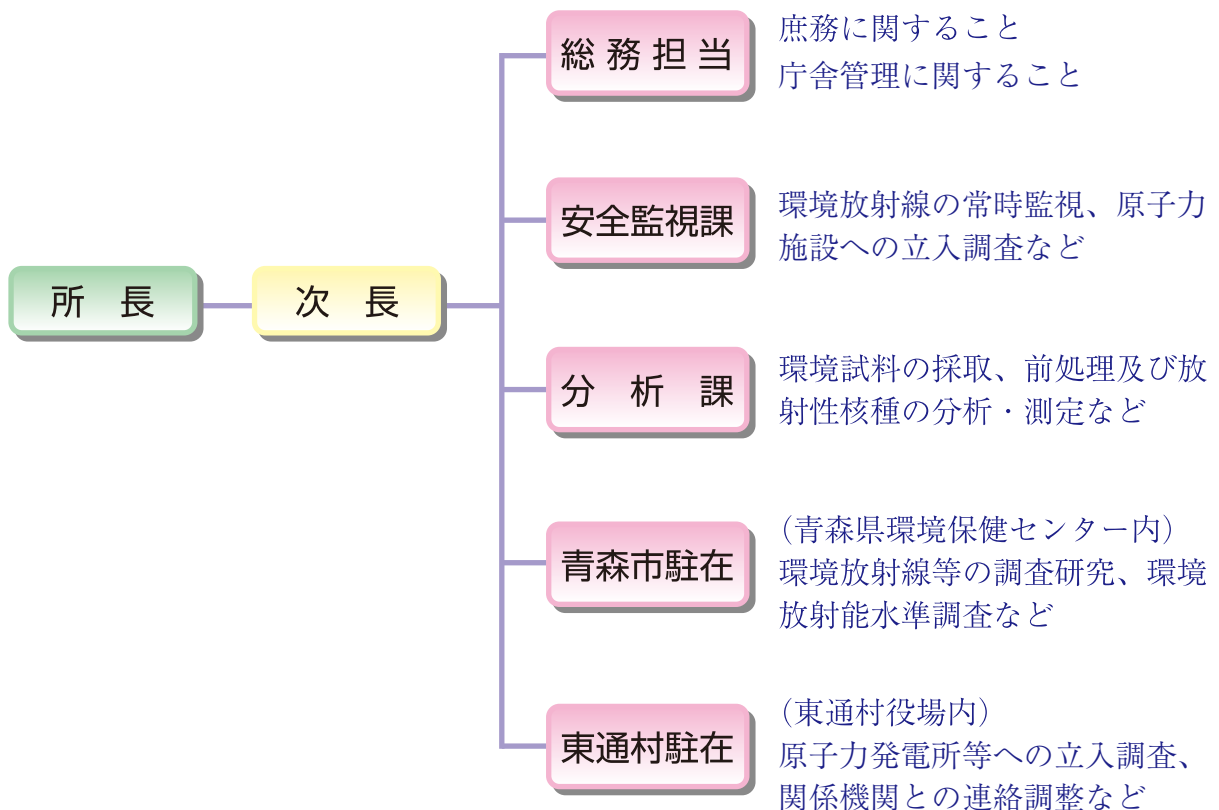 所　長
次　長
総 務 担 当
庶務に関すること
庁舎管理に関すること
安全監視課
環境放射線の常時監視、原子力
施設への立入調査など
分　析　課
環境試料の採取、前処理及び放
射性核種の分析・測定など
青森市駐在
（青森県環境保健センター内）
環境放射線等の調査研究、環境
放射能水準調査など
東通村駐在
（東通村役場内）
原子力発電所等への立入調査、
関係機関との連絡調整など